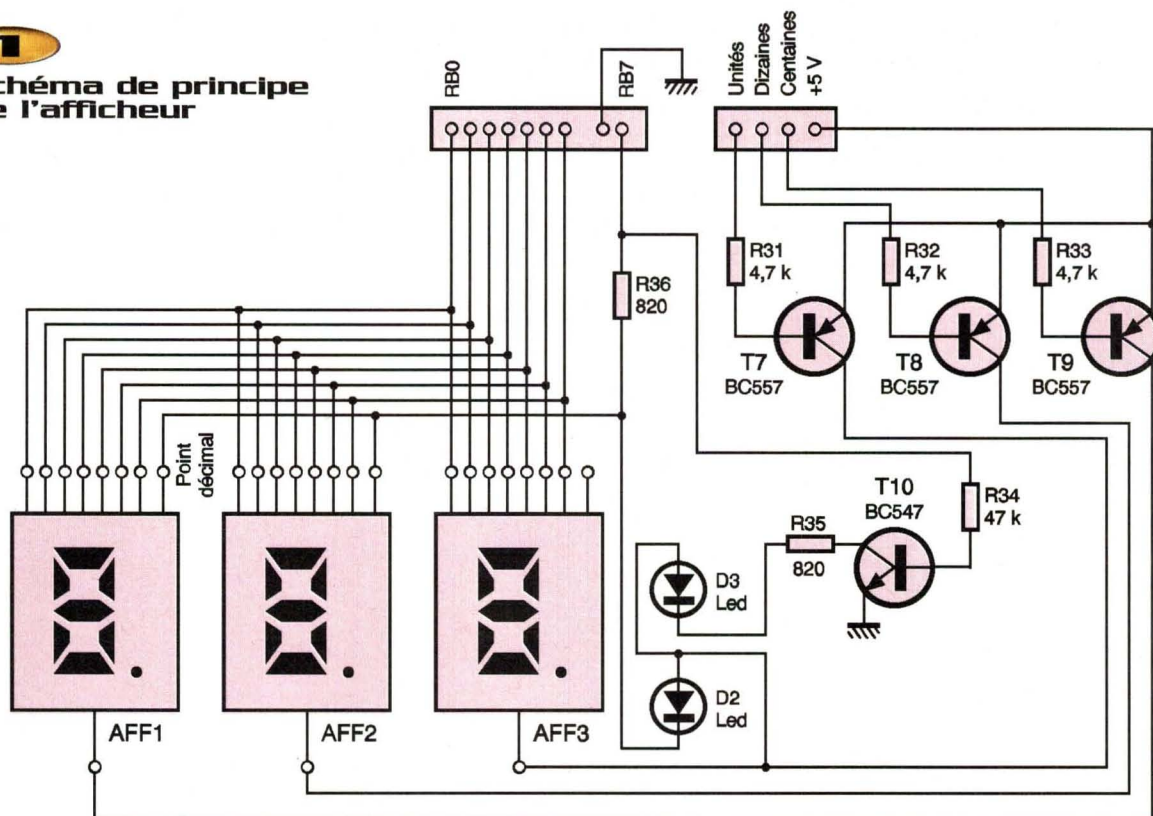 1
chéma de principe
e l'afficheur
RB0
RB7
Unités
Dizaines
Centaines
+5 V
R31
4,7 k
R32
4,7 k
R33
4,7 k
R36
820
T7
BC557
T8
BC557
T9
BC557
Point
décimal
T10
BC547
R34
47 k
R35
820
D3
Led
D2
Led
AFF1
AFF2
AFF3